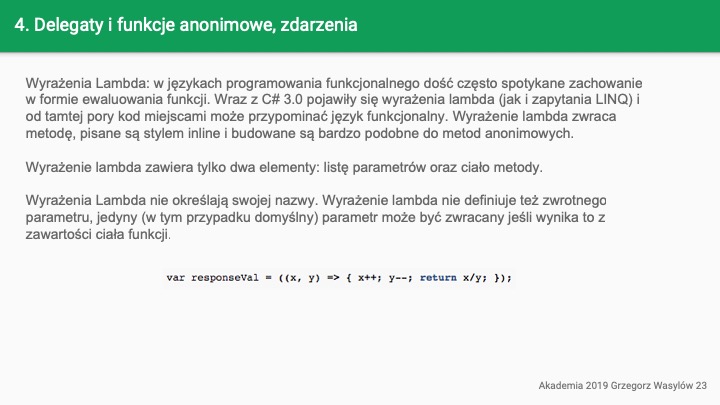 4. Delegaty i funkcje anonimowe, zdarzenia
Wyrażenia Lambda: w językach programowania funkcjonalnego dość często spotykane zachowanie
w formie ewaluowania funkcji. Wraz z C# 3.0 pojawiły się wyrażenia lambda (jak i zapytania LINQ) i
od tamtej pory kod miejscami może przypominać język funkcjonalny. Wyrażenie lambda zwraca
metodę, pisane są stylem inline i budowane są bardzo podobne do metod anonimowych.
Wyrażenie lambda zawiera tylko dwa elementy: listę parametrów oraz ciało metody.
Wyrażenia Lambda nie określają swojej nazwy. Wyrażenie lambda nie definiuje też zwrotnego
parametru, jedyny (w tym przypadku domyślny) parametr może być zwracany jeśli wynika to z
zawartości ciała funkcji.
var responseVal = ((x, y) => { x++; y--; return x/y; });
Akademia 2019 Grzegorz Wasylów 23